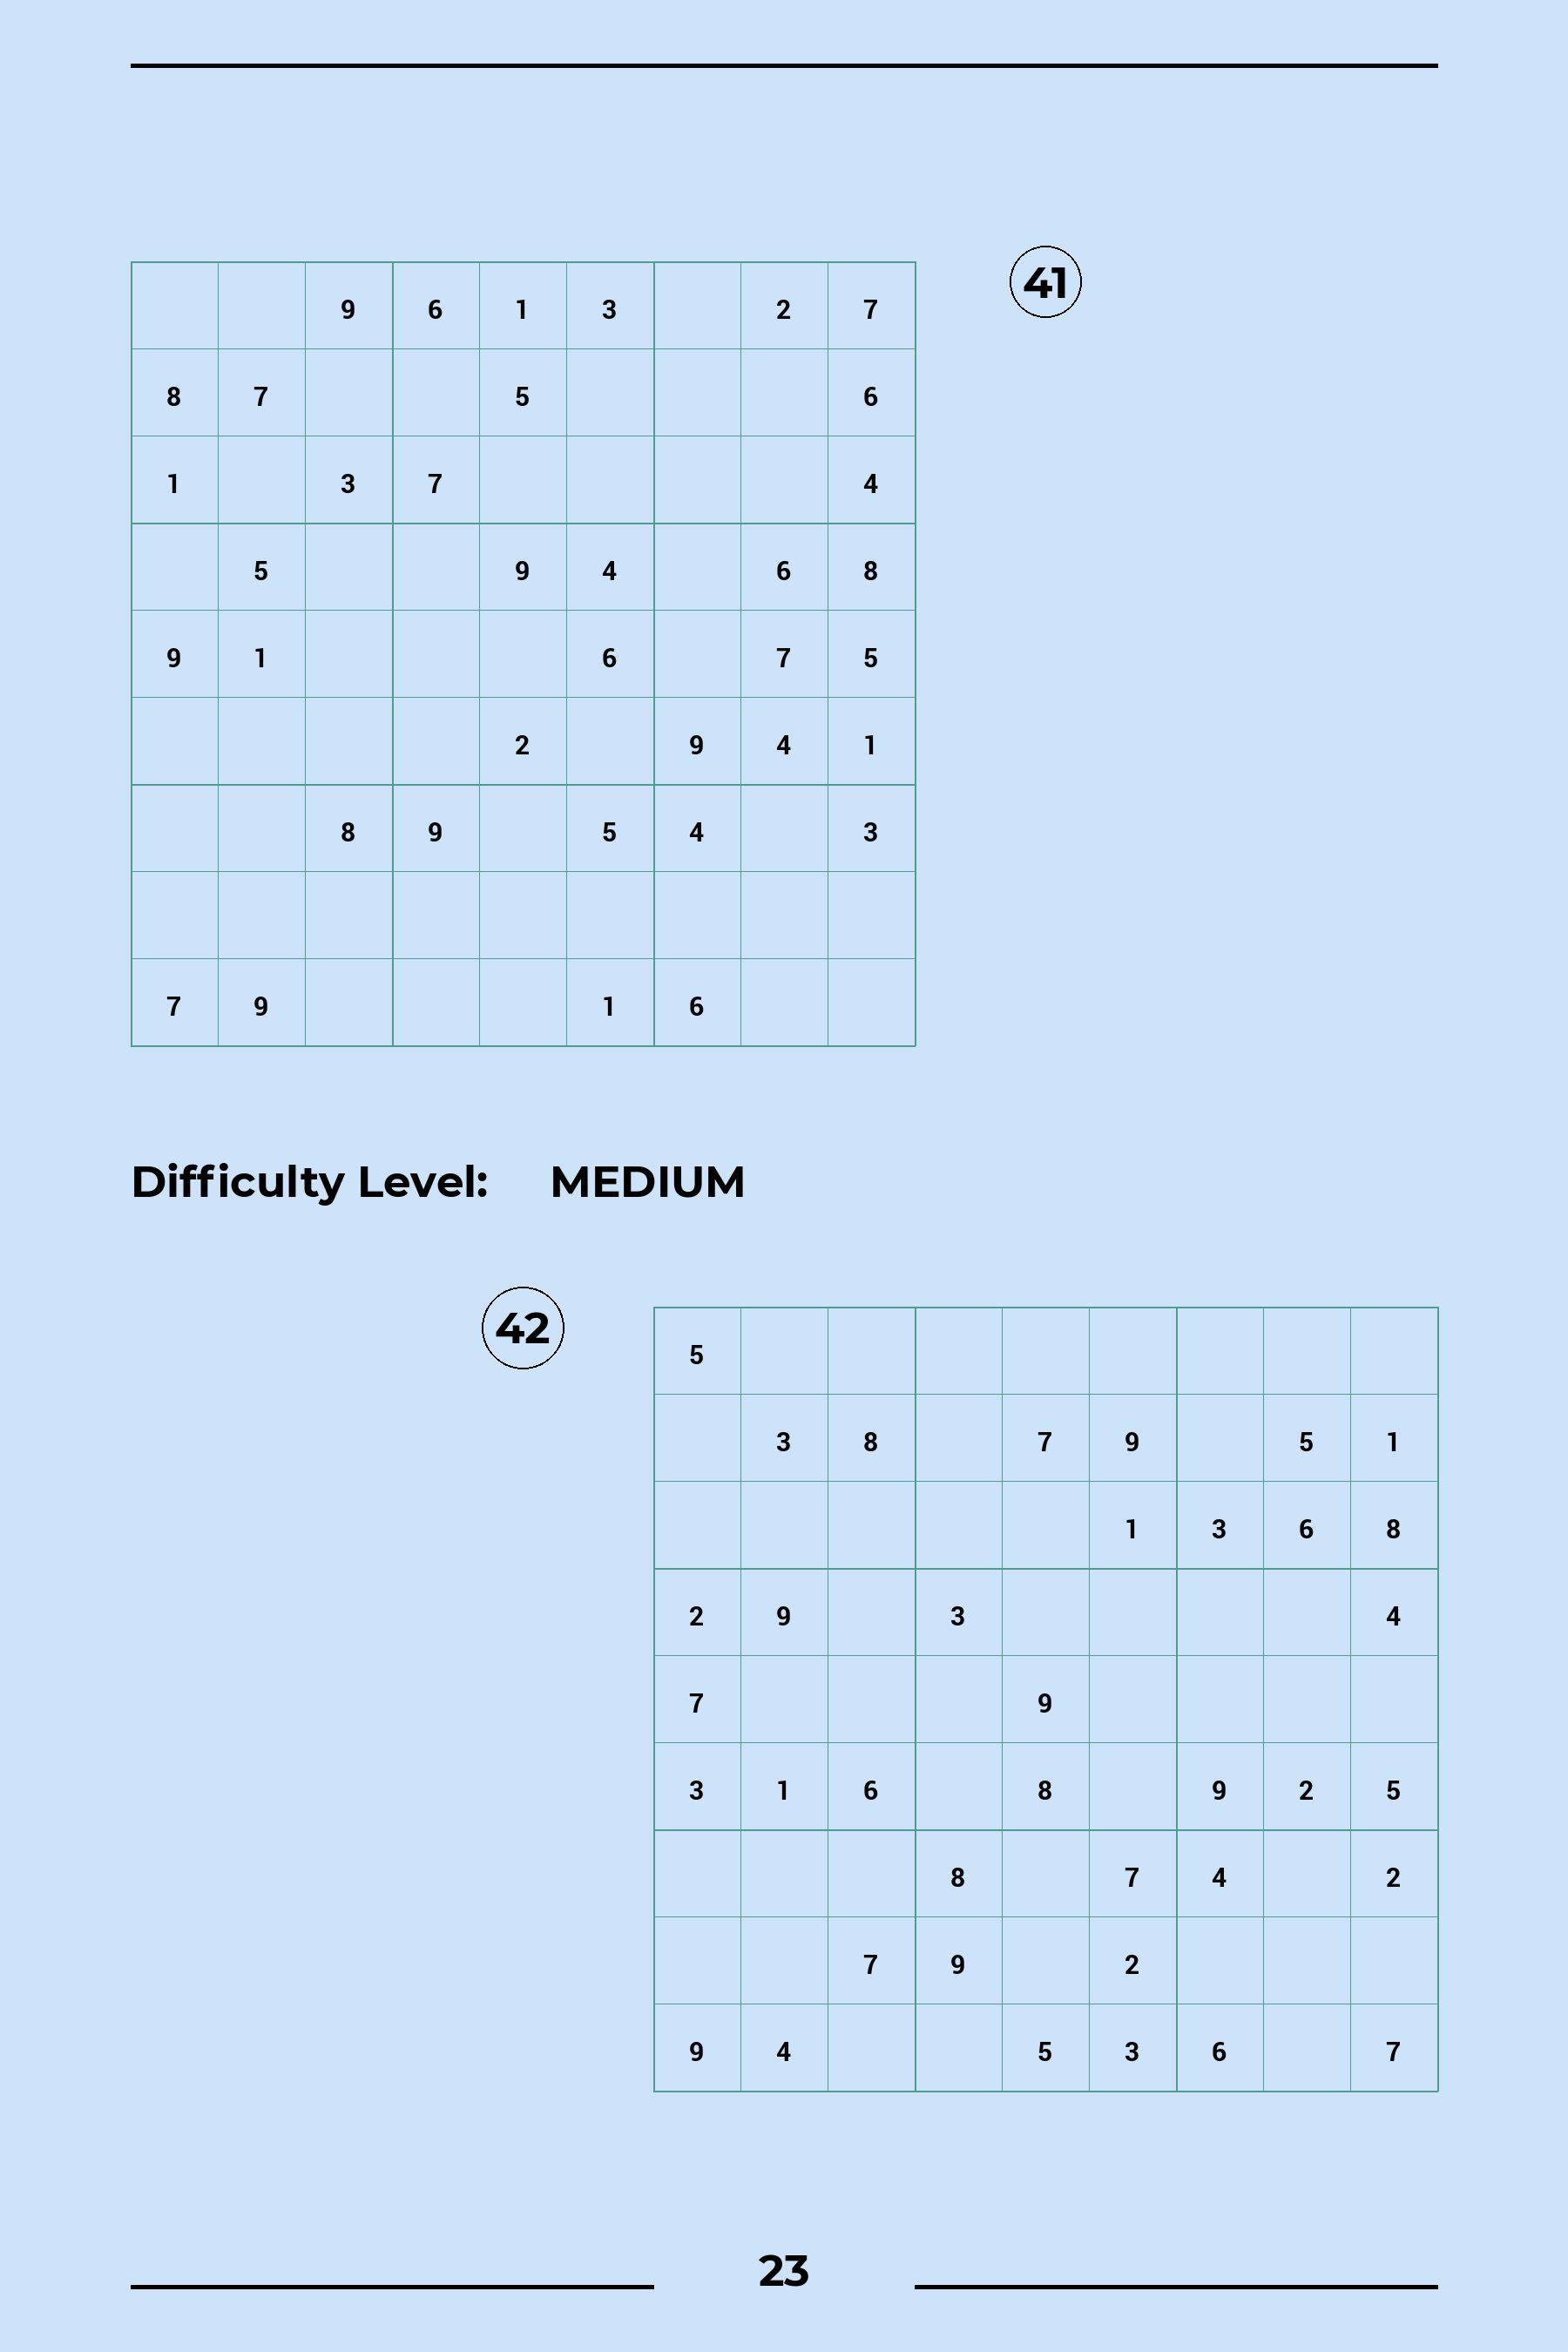 41
9 6 1 3 2 7
8 7 5 6
1 3 7 4
5 9 4 6 8
9 1 6 7 5
2 9 4 1
8 9 5 4 3
7 9 1 6
Difficulty Level: MEDIUM
42
5
3 8 7 9 5 1
1 3 6 8
2 9 3 4
7 9
3 1 6 8 9 2 5
8 7 4 2
7 9 2
9 4 5 3 6 7
23